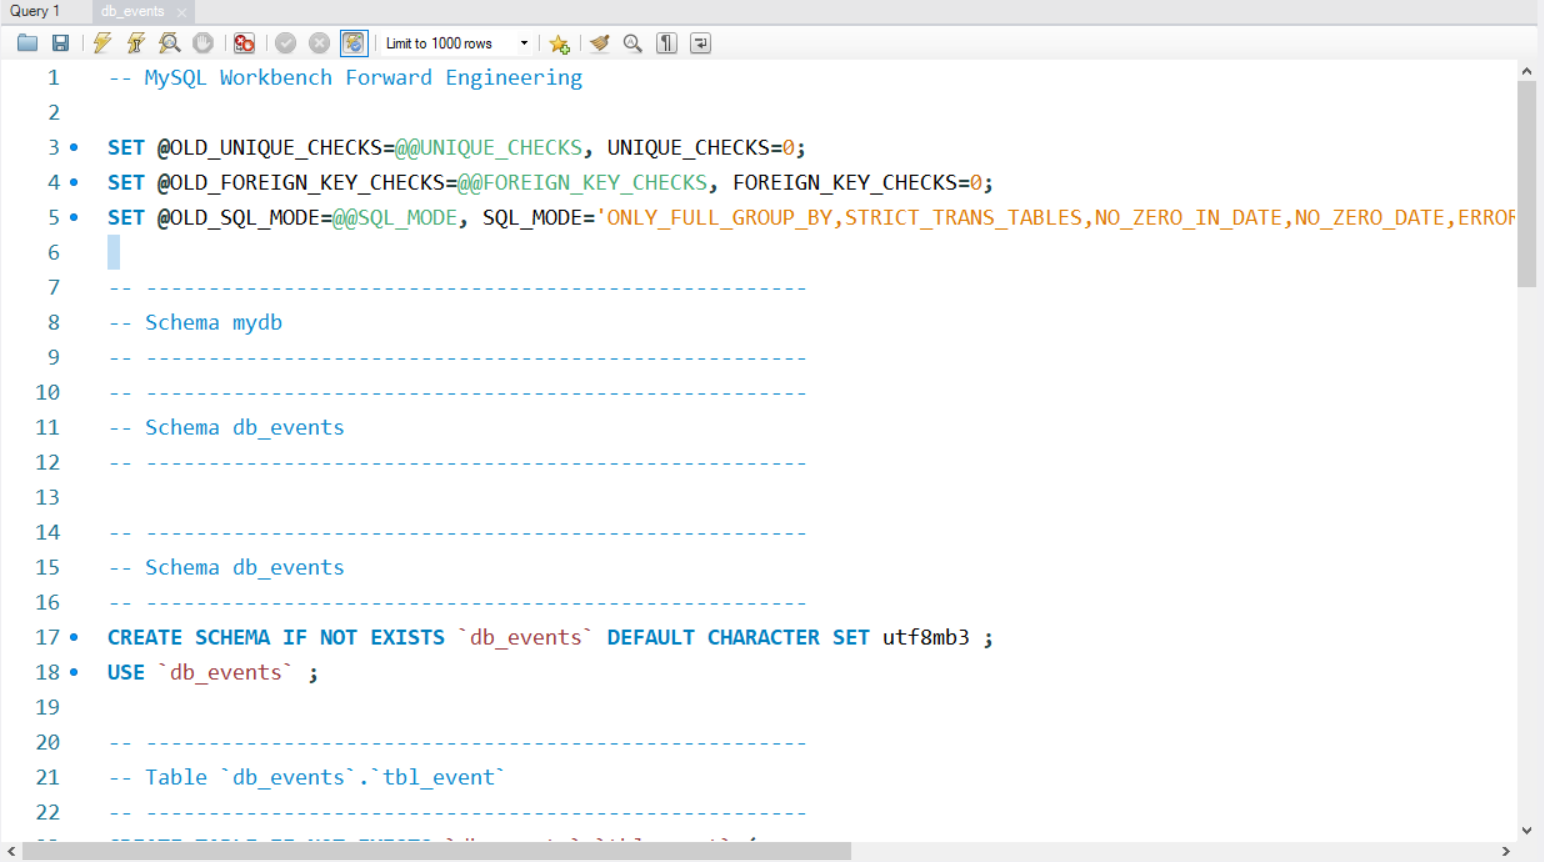 Query 1
db_events
Limit to 1000 rows
1 -- MySQL Workbench Forward Engineering
2
3 SET @OLD_UNIQUE_CHECKS=@@UNIQUE_CHECKS, UNIQUE_CHECKS=0;
4 SET @OLD_FOREIGN_KEY_CHECKS=@@FOREIGN_KEY_CHECKS, FOREIGN_KEY_CHECKS=0;
5 SET @OLD_SQL_MODE=@@SQL_MODE, SQL_MODE='ONLY_FULL_GROUP_BY,STRICT_TRANS_TABLES,NO_ZERO_IN_DATE,NO_ZERO_DATE,ERROR
6
7 -- -----------------------------------------------------
8 -- Schema mydb
9 -- -----------------------------------------------------
10 -- -----------------------------------------------------
11 -- Schema db_events
12 -- -----------------------------------------------------
13
14 -- -----------------------------------------------------
15 -- Schema db_events
16 -- -----------------------------------------------------
17 CREATE SCHEMA IF NOT EXISTS `db_events` DEFAULT CHARACTER SET utf8mb3 ;
18 USE `db_events` ;
19
20 -- -----------------------------------------------------
21 -- Table `db_events`.`tbl_event`
22 -- -----------------------------------------------------